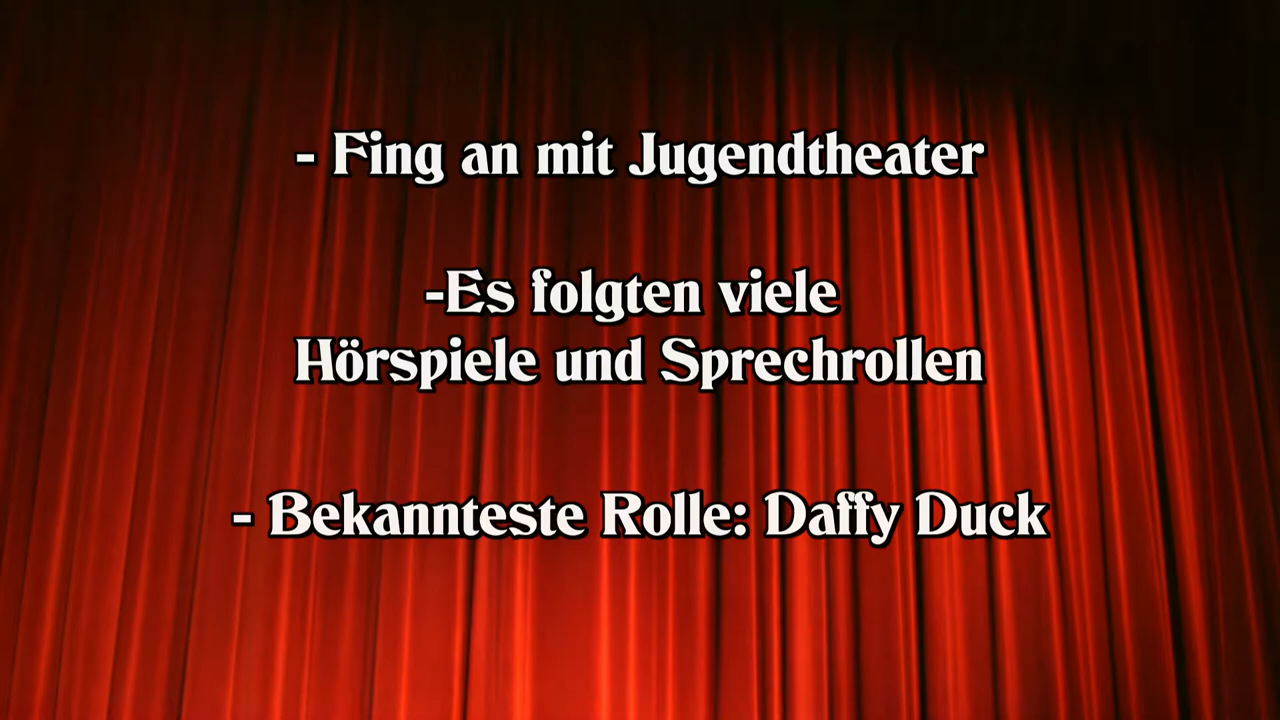 - Fing an mit Jugendtheater
-Es folgten viele
Hörspiele und Sprechrollen
- Bekannteste Rolle: Daffy Duck